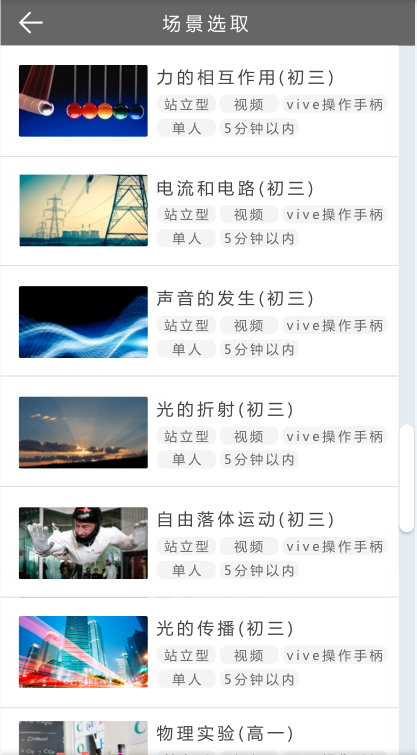 场景选取
力的相互作用(初三)
站立型 视频 vive操作手柄
单人 5分钟以内
电流和电路(初三)
站立型 视频 vive操作手柄
单人 5分钟以内
声音的发生(初三)
站立型 视频 vive操作手柄
单人 5分钟以内
光的折射(初三)
站立型 视频 vive操作手柄
单人 5分钟以内
自由落体运动(初三)
站立型 视频 vive操作手柄
单人 5分钟以内
光的传播(初三)
站立型 视频 vive操作手柄
单人 5分钟以内
物理实验(高一)